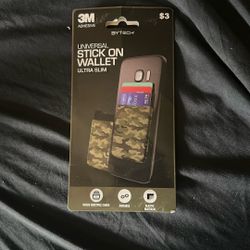 3M
ADHESIVE
BYTECH
$3
UNIVERSAL
STICK ON
WALLET
ULTRA SLIM